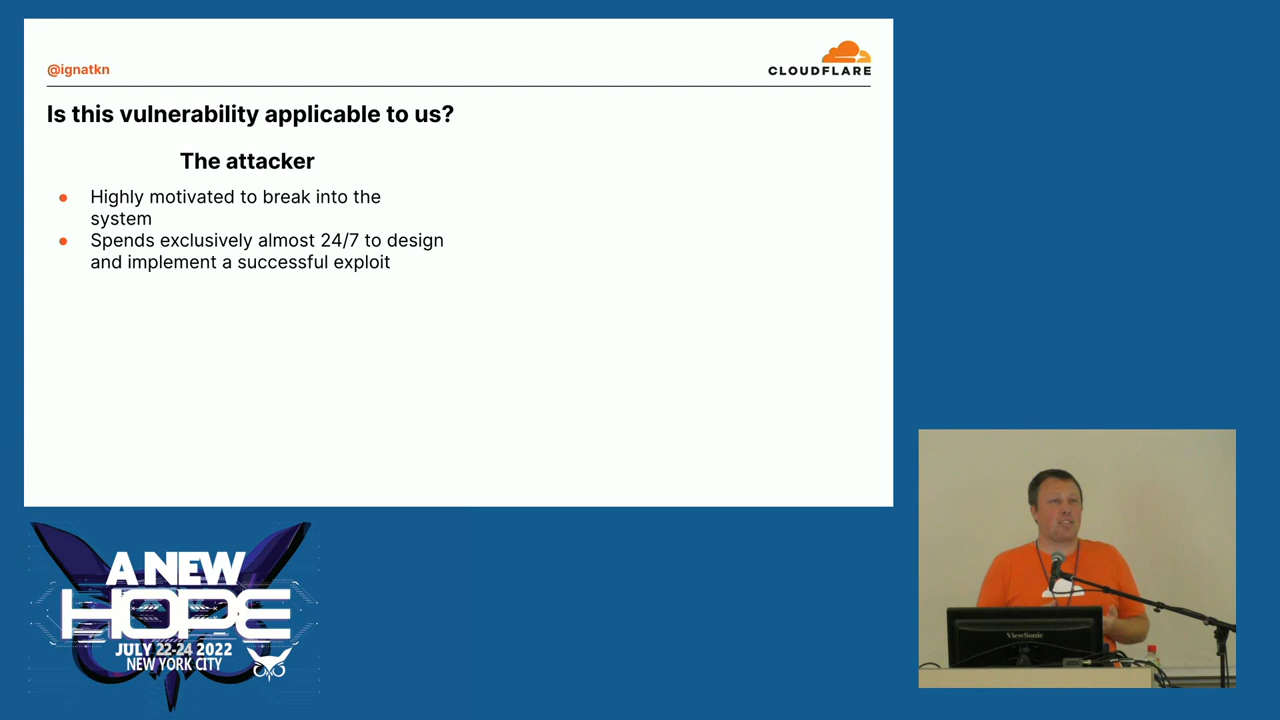 @ignatkn
CLOUDFLARE
Is this vulnerability applicable to us?
The attacker
● Highly motivated to break into the
system
● Spends exclusively almost 24/7 to design
and implement a successful exploit
A NEW
HOPE
JULY 22-24 2022
NEW YORK CITY
ViewSonic